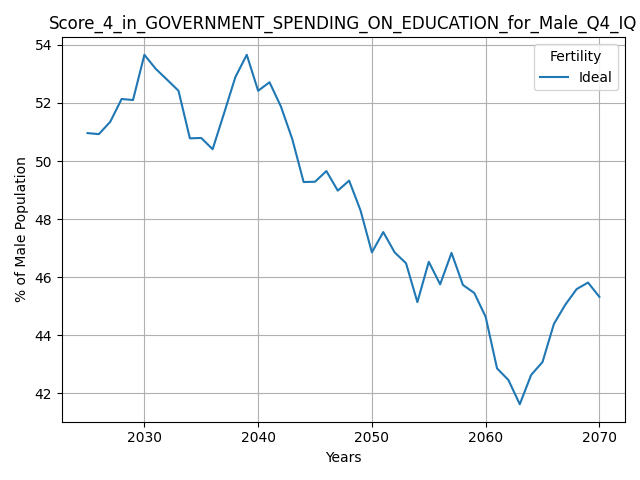 Score_4_in_GOVERNMENT_SPENDING_ON_EDUCATION_for_Male_Q4_IQ
Fertility
Ideal
% of Male Population
54
52
50
48
46
44
42
2030 2040 2050 2060 2070
Years